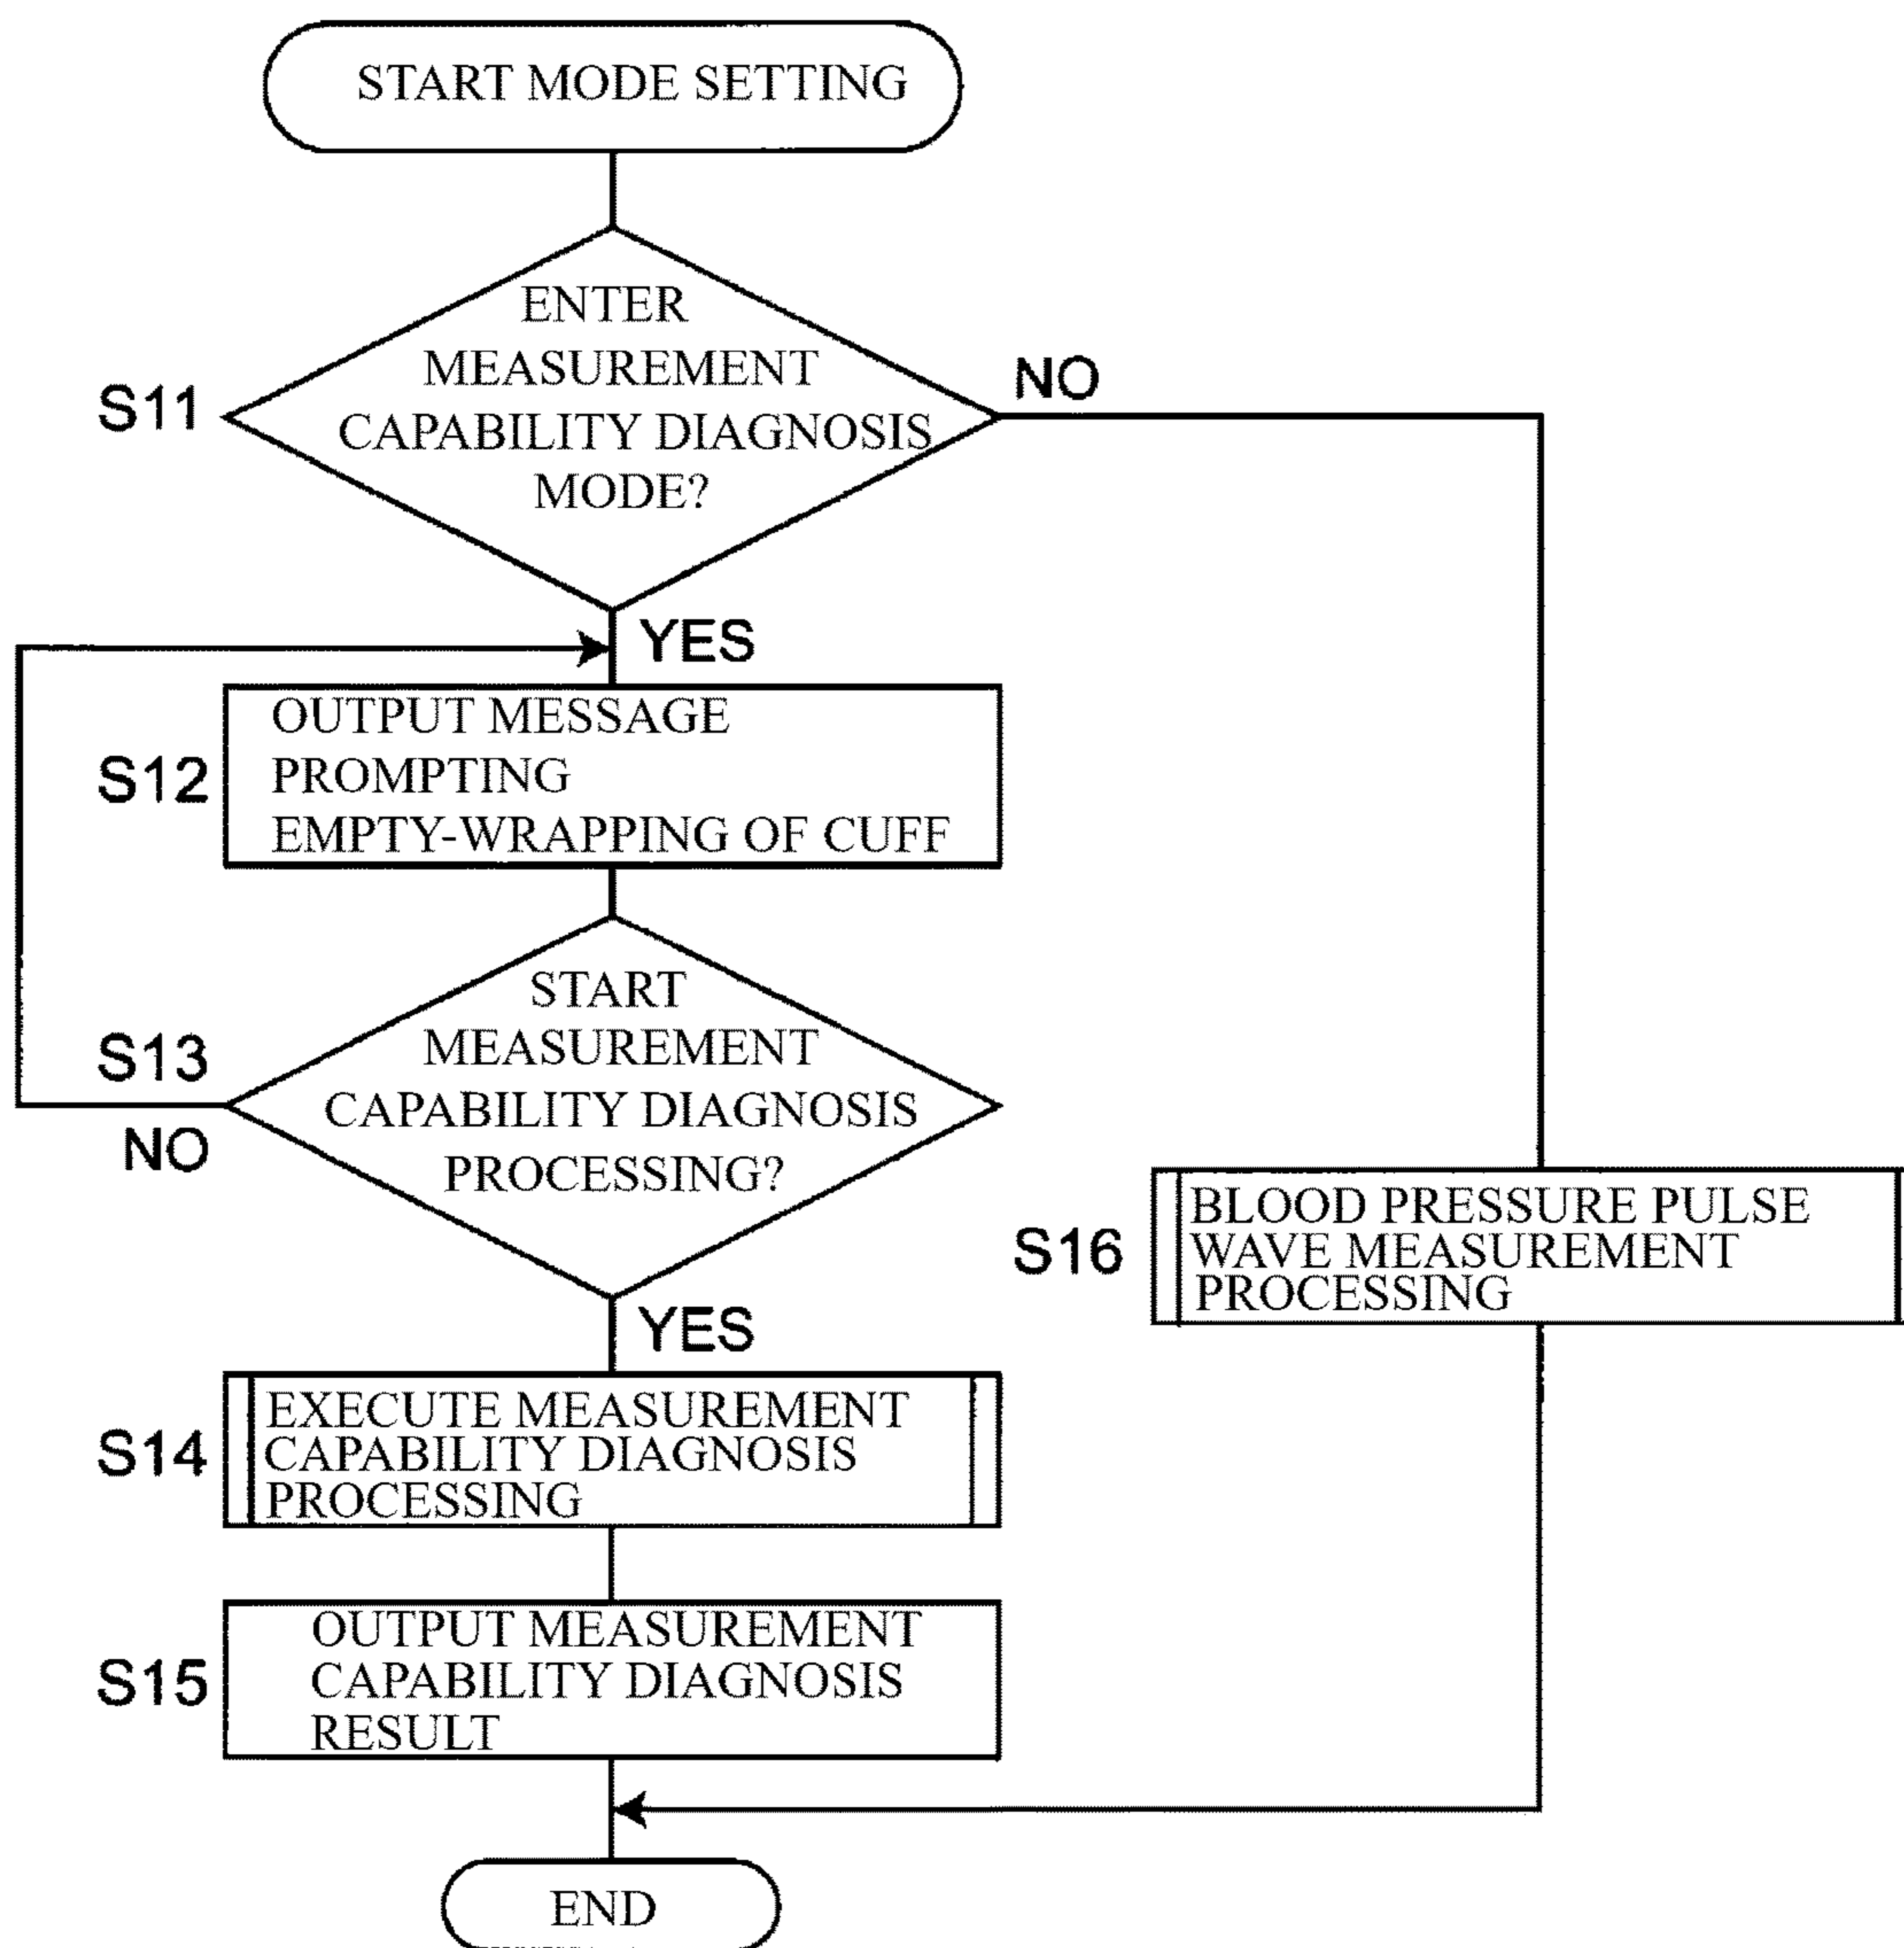 START MODE SETTING
ENTER
MEASUREMENT
CAPABILITY DIAGNOSIS
MODE?
S11
NO
YES
S12
OUTPUT MESSAGE
PROMPTING
EMPTY-WRAPPING OF CUFF
START
MEASUREMENT
CAPABILITY DIAGNOSIS
PROCESSING?
S13
NO
YES
S16
BLOOD PRESSURE PULSE
WAVE MEASUREMENT
PROCESSING
S14
EXECUTE MEASUREMENT
CAPABILITY DIAGNOSIS
PROCESSING
S15
OUTPUT MEASUREMENT
CAPABILITY DIAGNOSIS
RESULT
END